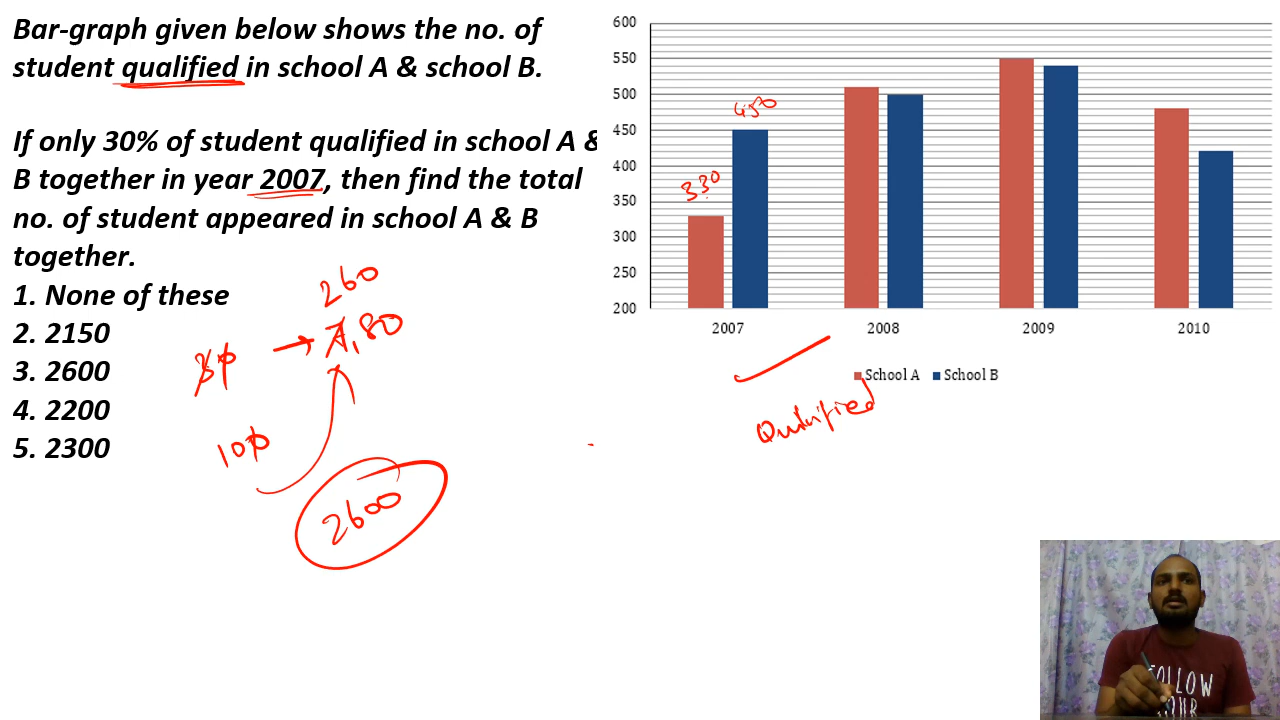 Bar-graph given below shows the no. of
student qualified in school A & school B.
If only 30% of student qualified in school A &
B together in year 2007, then find the total
no. of student appeared in school A & B
together.
1. None of these
2. 2150
3. 2600
4. 2200
5. 2300
260
30 → 780
100
2600
600
550
500
450
400
350
300
250
200
450
330
2007 2008 2009 2010
School A School B
Qualified
FOLLOW
YOUR